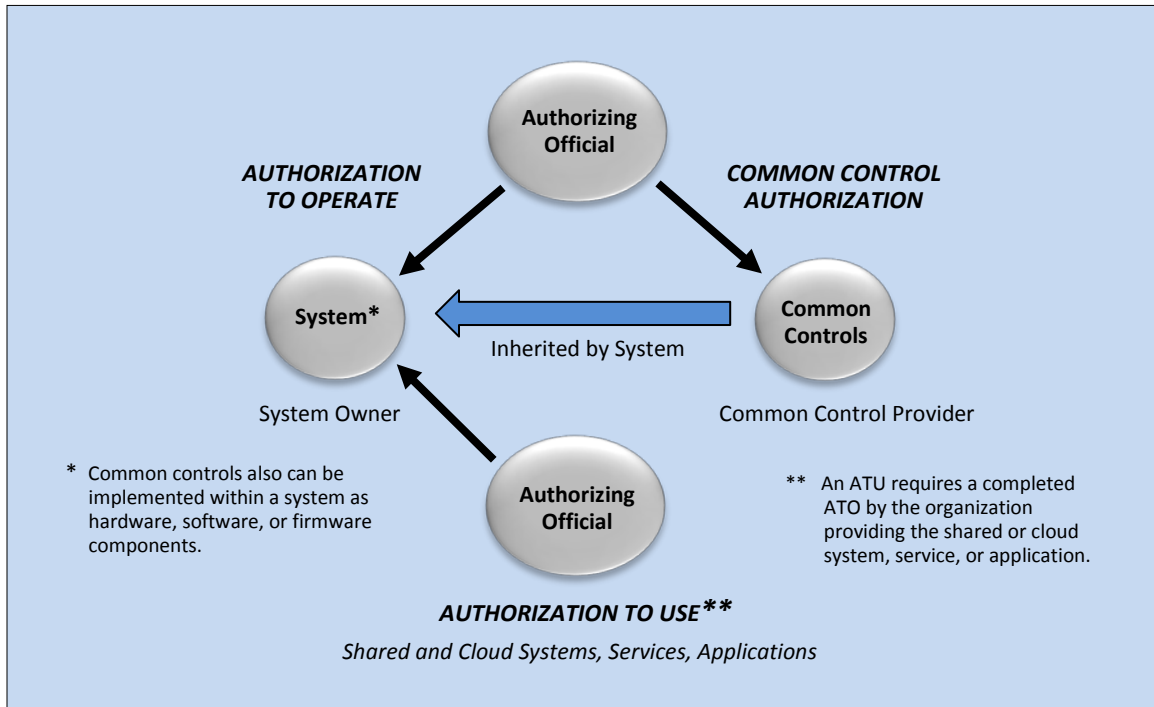 Authorizing
Official
AUTHORIZATION
TO OPERATE
COMMON CONTROL
AUTHORIZATION
System*
Inherited by System
Common
Controls
System Owner
Common Control Provider
* Common controls also can be
implemented within a system as
hardware, software, or firmware
components.
Authorizing
Official
** An ATU requires a completed
ATO by the organization
providing the shared or cloud
system, service, or application.
AUTHORIZATION TO USE**
Shared and Cloud Systems, Services, Applications